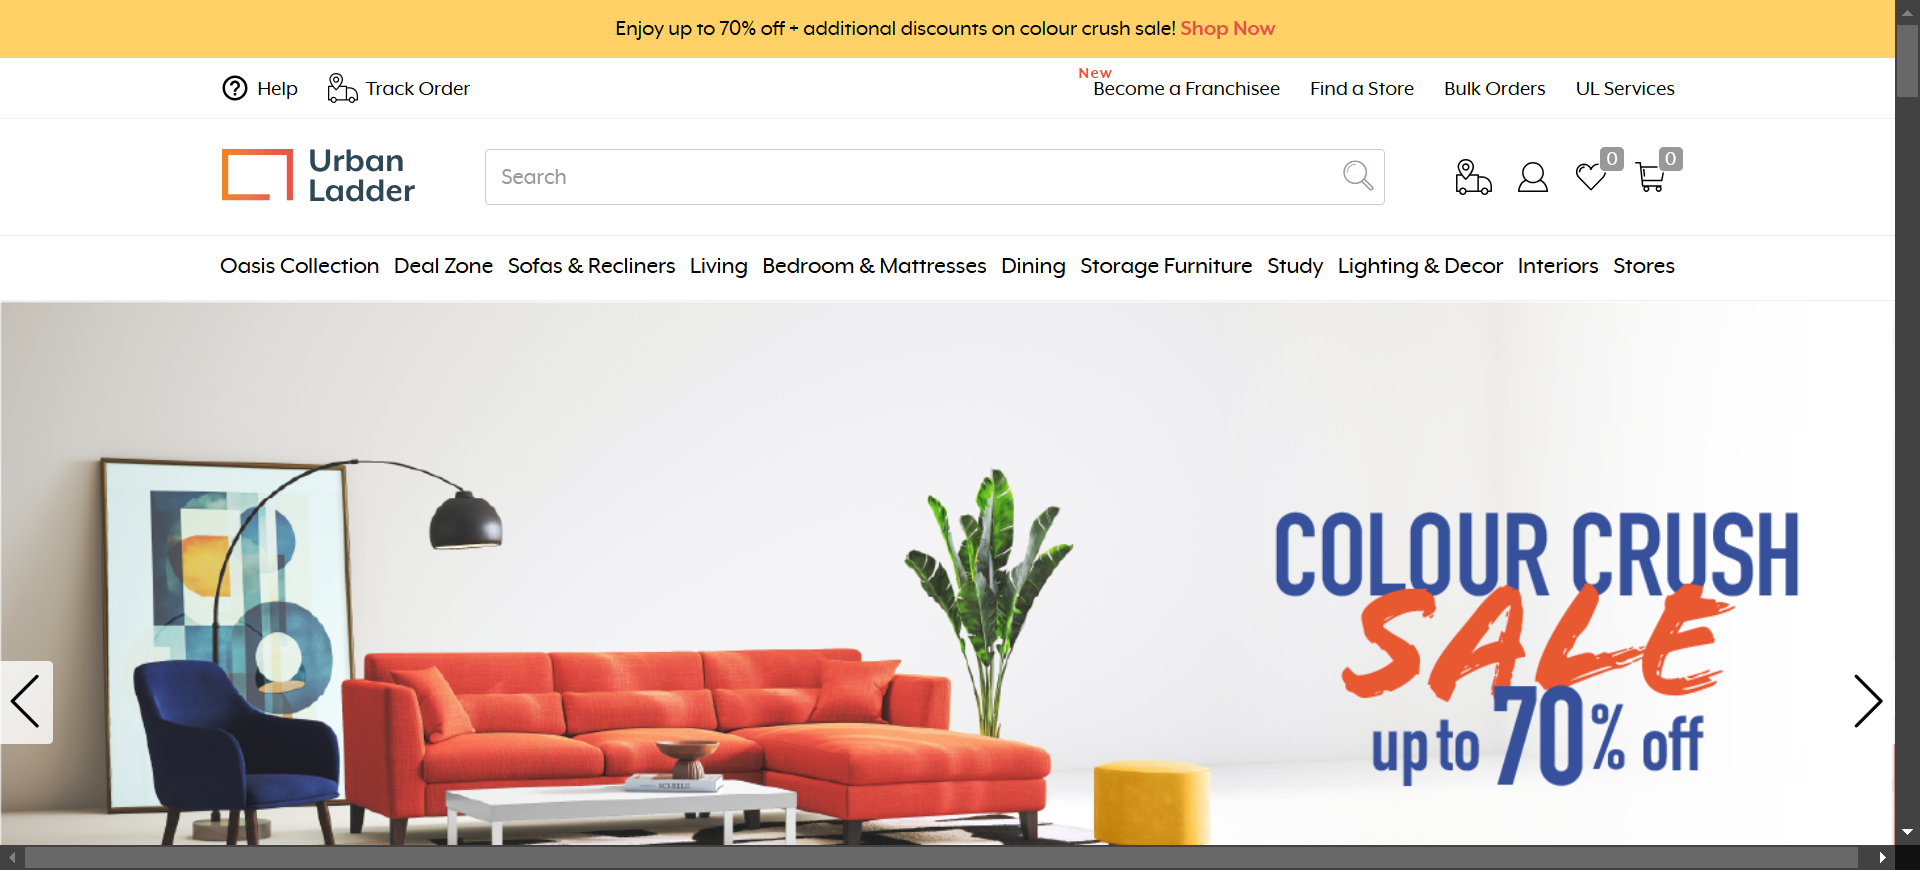 Enjoy up to 70% off + additional discounts on colour crush sale! Shop Now
Help
Track Order
New
Become a Franchisee
Find a Store
Bulk Orders
UL Services
Urban
Ladder
Search
0
0
Oasis Collection
Deal Zone
Sofas & Recliners
Living
Bedroom & Mattresses
Dining
Storage Furniture
Study
Lighting & Decor
Interiors
Stores
COLOUR CRUSH
SALE
up to 70% off